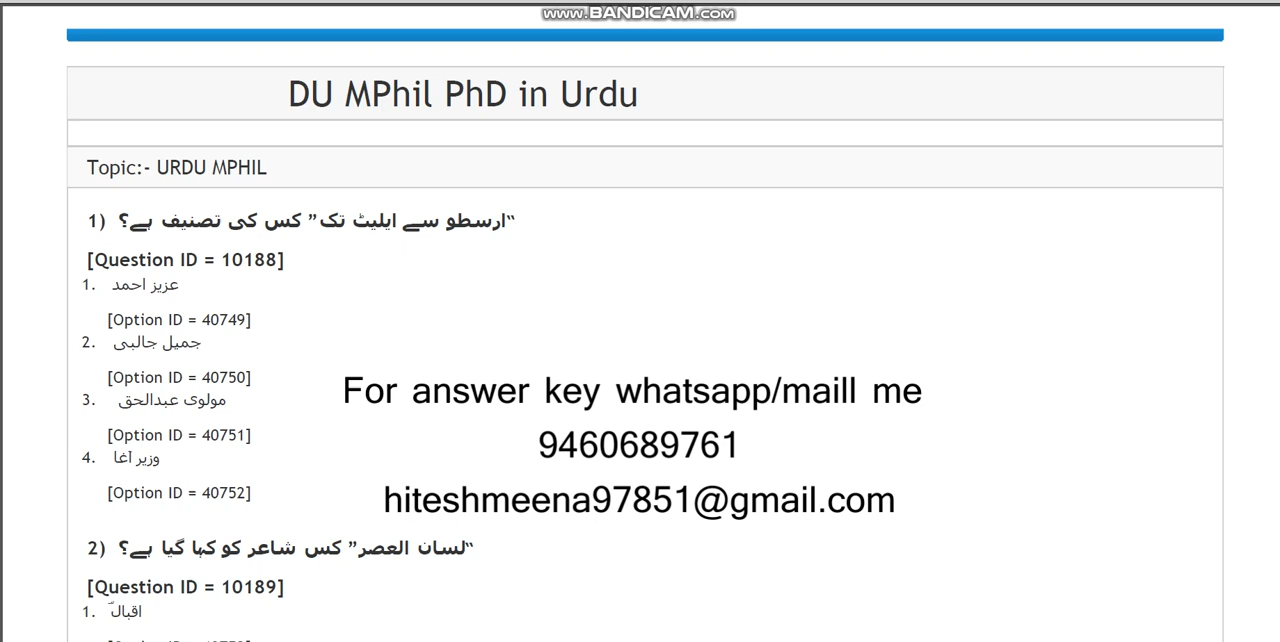 www.BANDICAM.com
DU MPhil PhD in Urdu
Topic:- URDU MPHIL
1) “ارسطو سے ایلیٹ تک” کس کی تصنیف ہے؟
[Question ID = 10188]
1. عزیز احمد
[Option ID = 40749]
2. جمیل جالبی
[Option ID = 40750]
3. مولوی عبدالحق
[Option ID = 40751]
4. وزیر آغا
[Option ID = 40752]
For answer key whatsapp/maill me
9460689761
hiteshmeena97851@gmail.com
2) “لسان العصر” کس شاعر کو کہا گیا ہے؟
[Question ID = 10189]
1. اقبالؔ